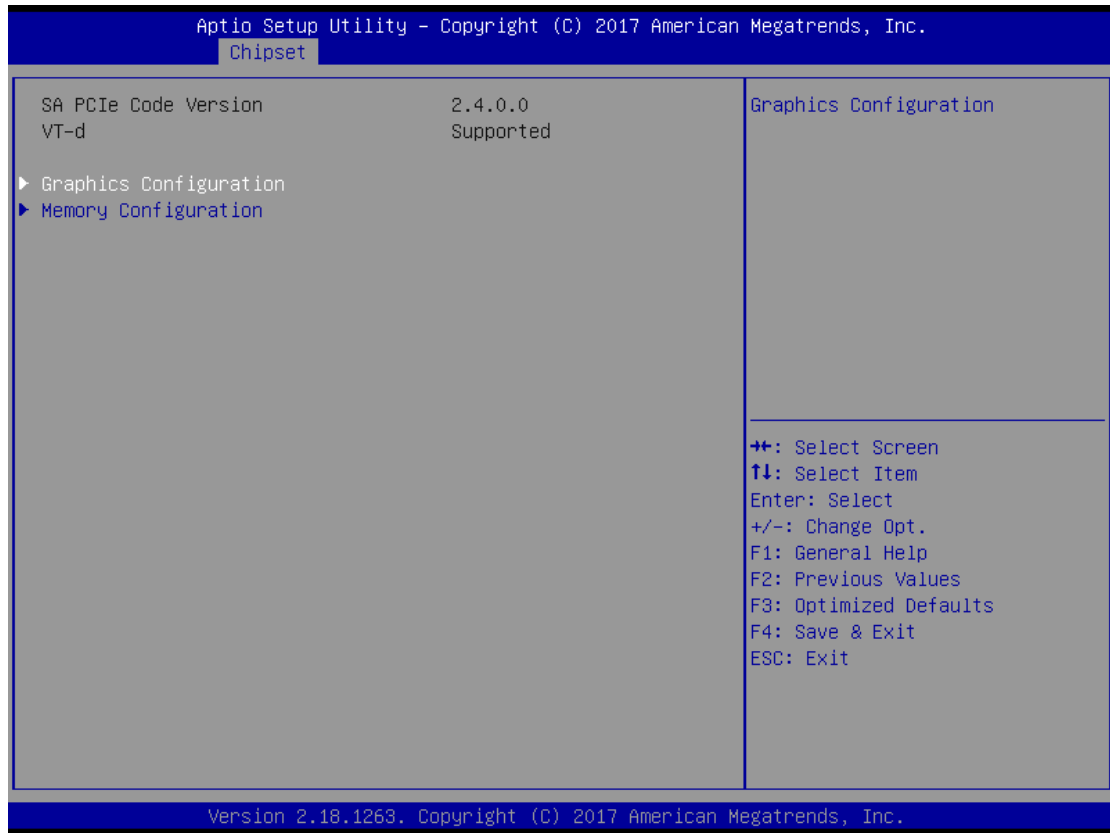 Aptio Setup Utility – Copyright (C) 2017 American Megatrends, Inc.
Chipset
SA PCIe Code Version 2.4.0.0
VT-d Supported
▶ Graphics Configuration
▶ Memory Configuration
Graphics Configuration
→←: Select Screen
↑↓: Select Item
Enter: Select
+/-: Change Opt.
F1: General Help
F2: Previous Values
F3: Optimized Defaults
F4: Save & Exit
ESC: Exit
Version 2.18.1263. Copyright (C) 2017 American Megatrends, Inc.